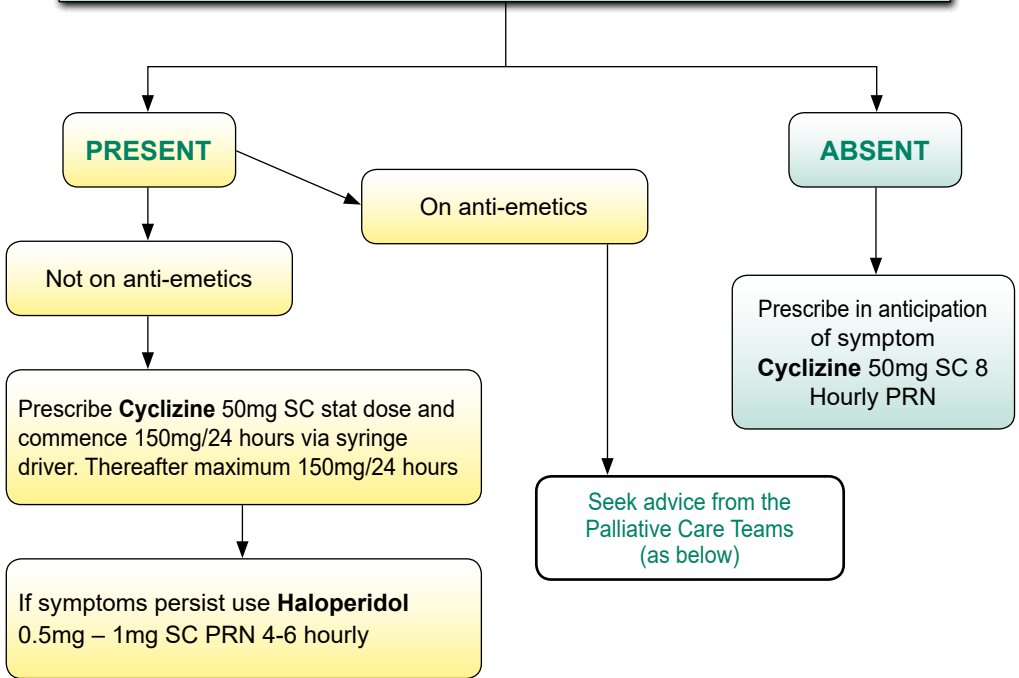 PRESENT
ABSENT
On anti-emetics
Not on anti-emetics
Prescribe in anticipation
of symptom
Cyclizine 50mg SC 8
Hourly PRN
Prescribe Cyclizine 50mg SC stat dose and
commence 150mg/24 hours via syringe
driver. Thereafter maximum 150mg/24 hours
Seek advice from the
Palliative Care Teams
(as below)
If symptoms persist use Haloperidol
0.5mg – 1mg SC PRN 4-6 hourly